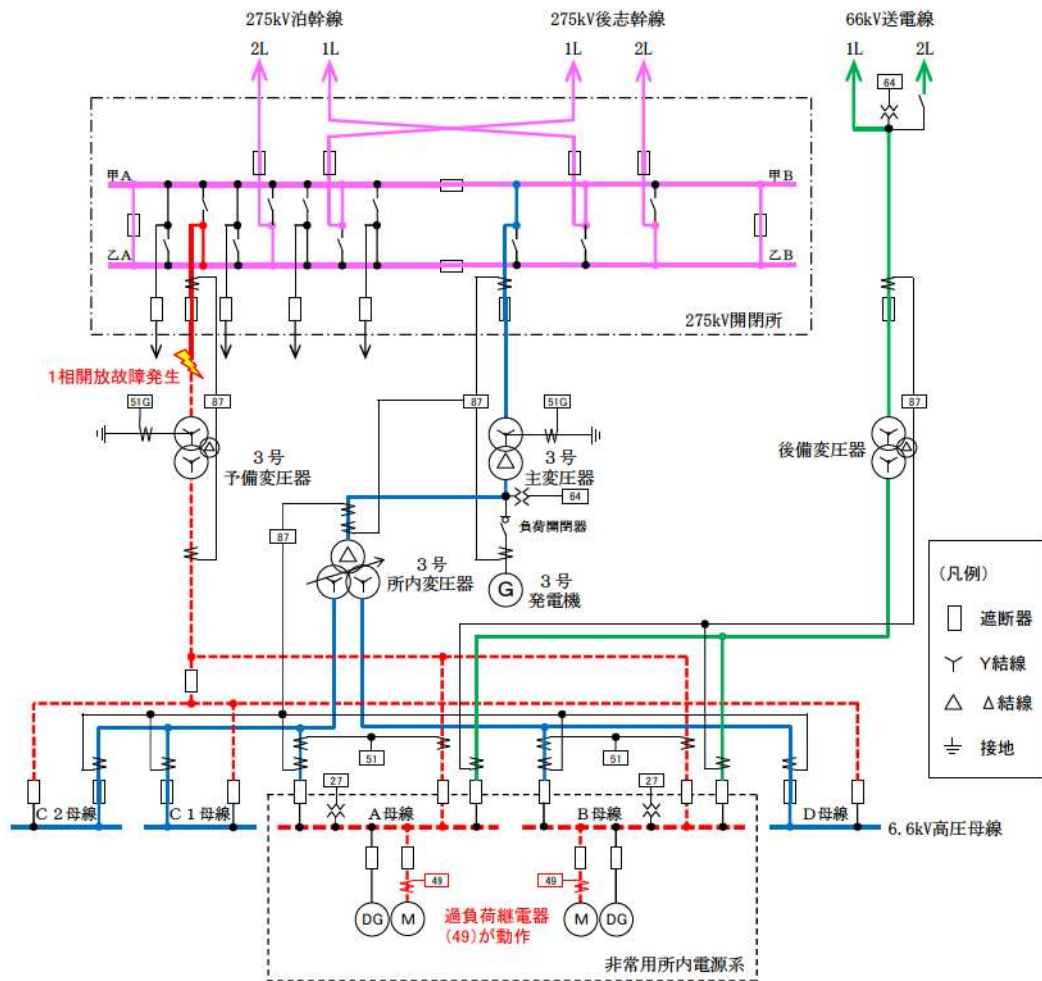 275kV泊幹線
275kV後志幹線
66kV送電線
2L
1L
1L
2L
1L
2L
64
甲A
甲B
乙A
乙B
275kV開閉所
1相開放故障発生
51G
87
87
51G
87
3号
予備変圧器
3号
主変圧器
後備変圧器
64
87
負荷開閉器
3号
所内変圧器
G
3号
発電機
(凡例)
遮断器
Y結線
Δ結線
接地
51
51
27
27
C2母線
C1母線
A母線
B母線
D母線
6.6kV高圧母線
49
49
DG
M
過負荷継電器
(49)が動作
M
DG
非常用所内電源系